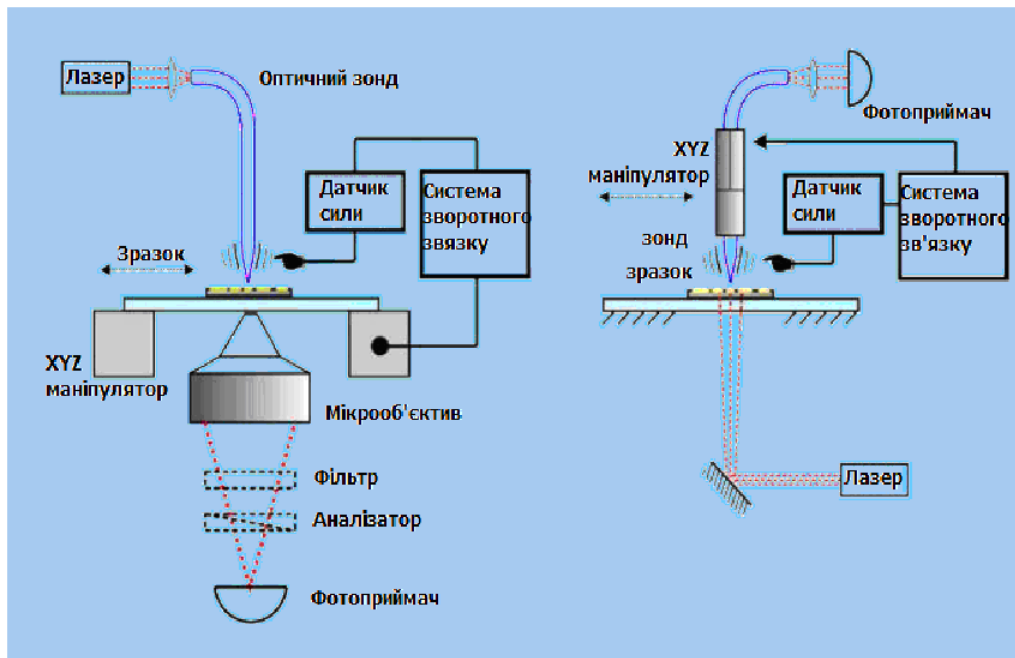 Лазер
Оптичний зонд
Датчик
сили
Система
зворотного
звязку
Зразок
XYZ
маніпулятор
Мікрооб'єктив
Фільтр
Аналізатор
Фотоприймач
Фотоприймач
XYZ
маніпулятор
Датчик
сили
Система
зворотного
зв'язку
зонд
зразок
Лазер